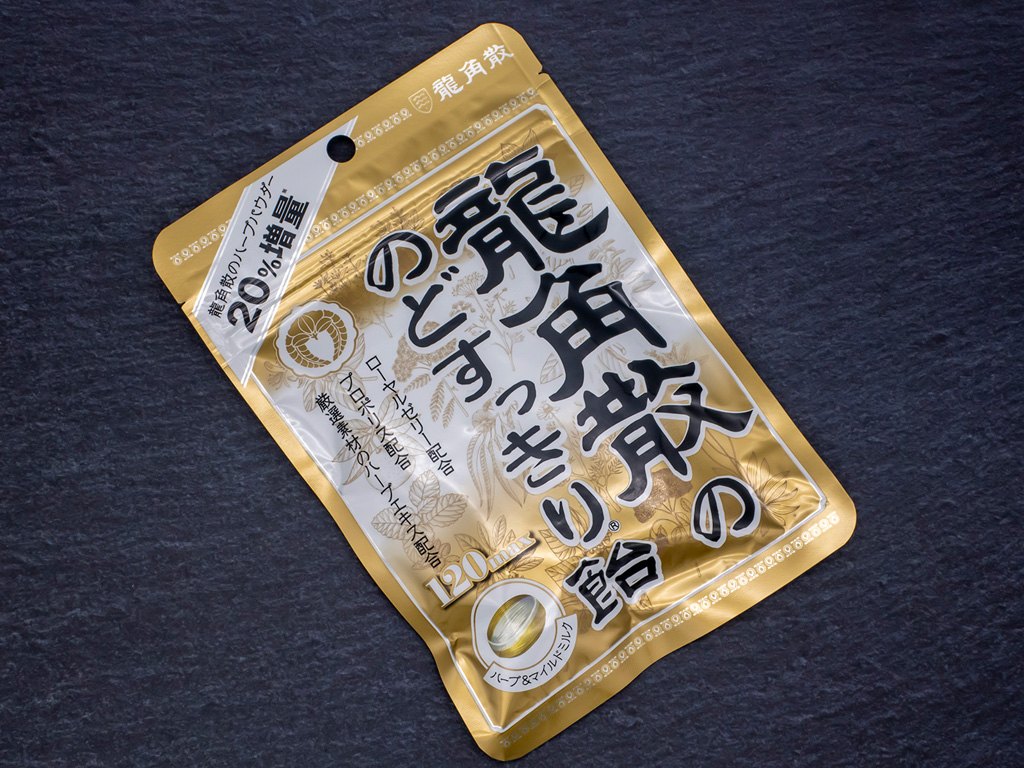 龍角散
龍角散のハーブパウダー
20%増量※
龍角散の
のどすっきり®飴
ローヤルゼリー配合
プロポリス配合
厳選素材のハーブエキス配合
120max
ハーブ&マイルドミルク